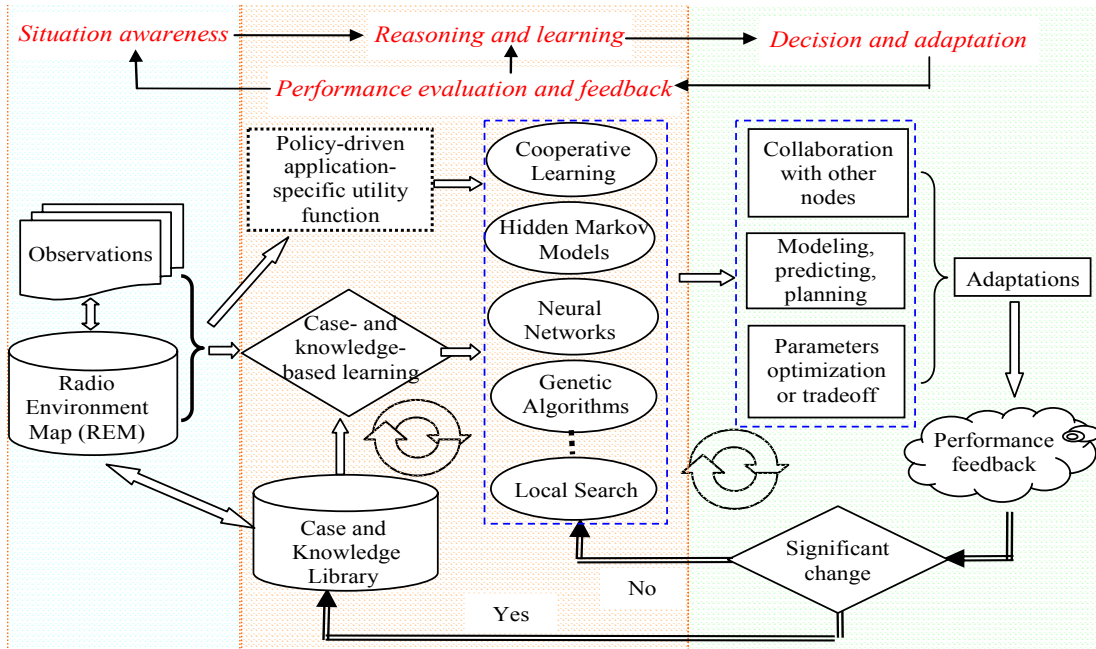 Situation awareness
Reasoning and learning
Decision and adaptation
Performance evaluation and feedback
Policy-driven
application-
specific utility
function
Observations
Radio
Environment
Map (REM)
Case- and
knowledge-
based learning
Case and
Knowledge
Library
Cooperative
Learning
Hidden Markov
Models
Neural
Networks
Genetic
Algorithms
Local Search
Collaboration
with other
nodes
Modeling,
predicting,
planning
Parameters
optimization
or tradeoff
Adaptations
Performance
feedback
Significant
change
No
Yes